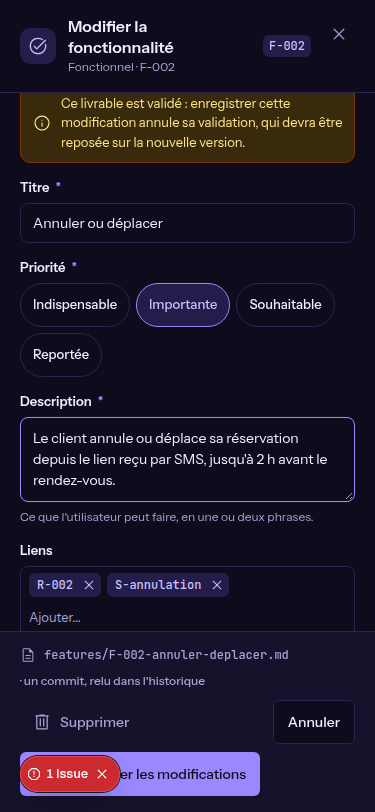 Modifier la
fonctionnalité
F-002
Fonctionnel · F-002
Ce livrable est validé : enregistrer cette
modification annule sa validation, qui devra être
reposée sur la nouvelle version.
Titre *
Annuler ou déplacer
Priorité *
Indispensable
Importante
Souhaitable
Reportée
Description *
Le client annule ou déplace sa réservation
depuis le lien reçu par SMS, jusqu'à 2 h avant le
rendez-vous.
Ce que l'utilisateur peut faire, en une ou deux phrases.
Liens
R-002
S-annulation
Ajouter…
features/F-002-annuler-deplacer.md
· un commit, relu dans l'historique
Supprimer
Annuler
1 Issue
er les modifications